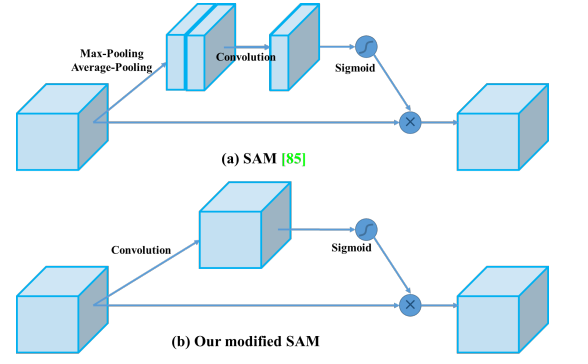 Max-Pooling
Average-Pooling
Convolution
Sigmoid
(a) SAM [85]
Convolution
Sigmoid
(b) Our modified SAM